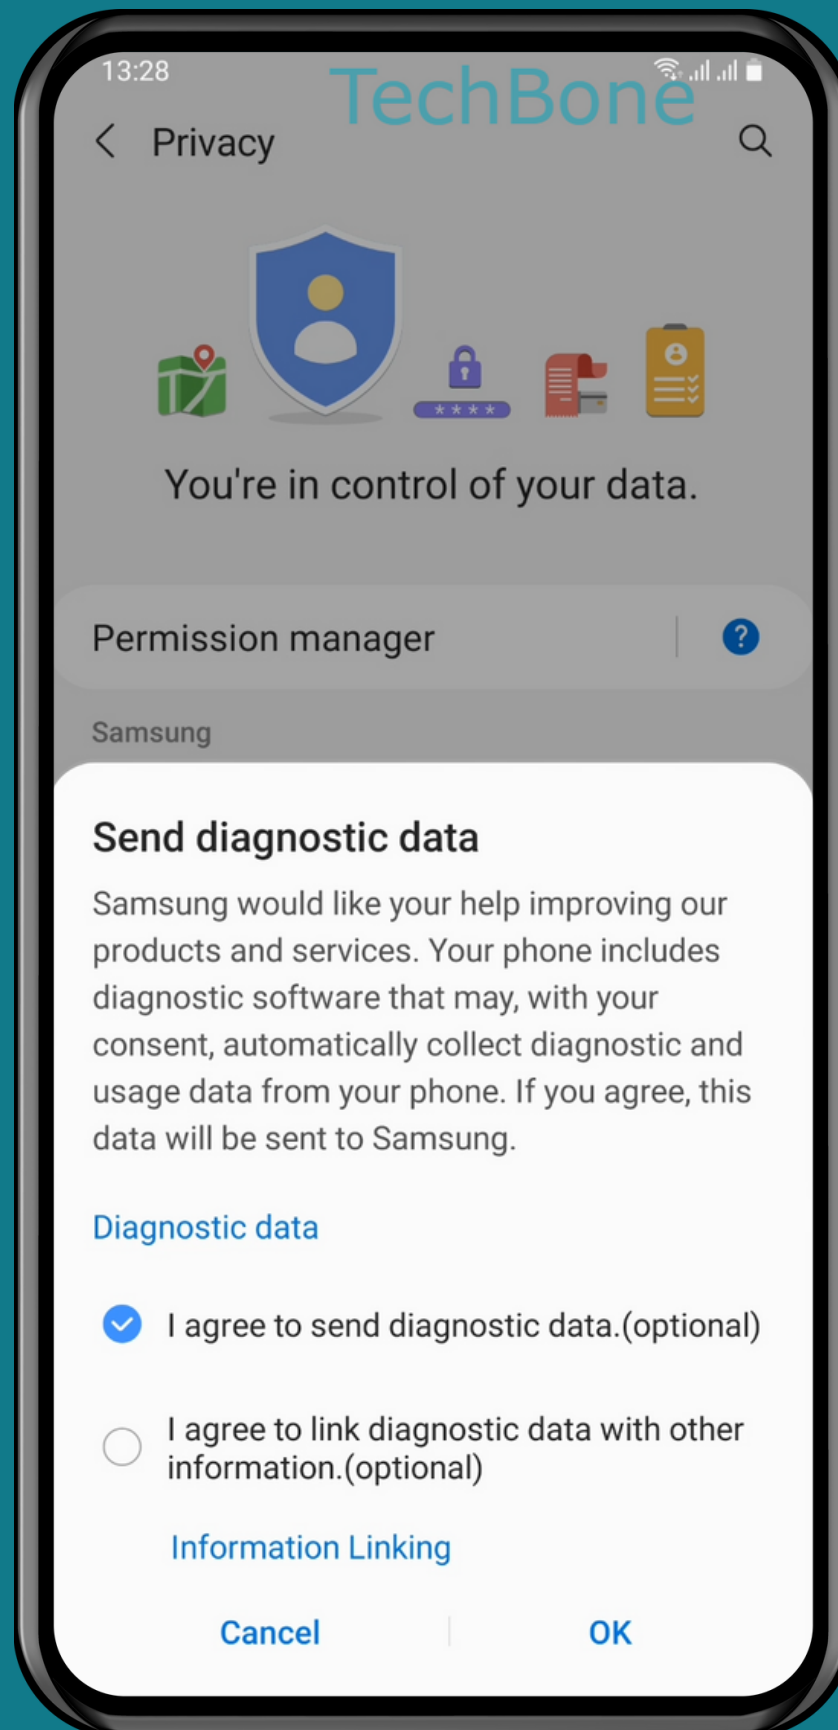 13:28
TechBone
Privacy
****
You're in control of your data.
Permission manager
?
Samsung
Send diagnostic data
Samsung would like your help improving our
products and services. Your phone includes
diagnostic software that may, with your
consent, automatically collect diagnostic and
usage data from your phone. If you agree, this
data will be sent to Samsung.
Diagnostic data
I agree to send diagnostic data.(optional)
I agree to link diagnostic data with other
information.(optional)
Information Linking
Cancel
OK